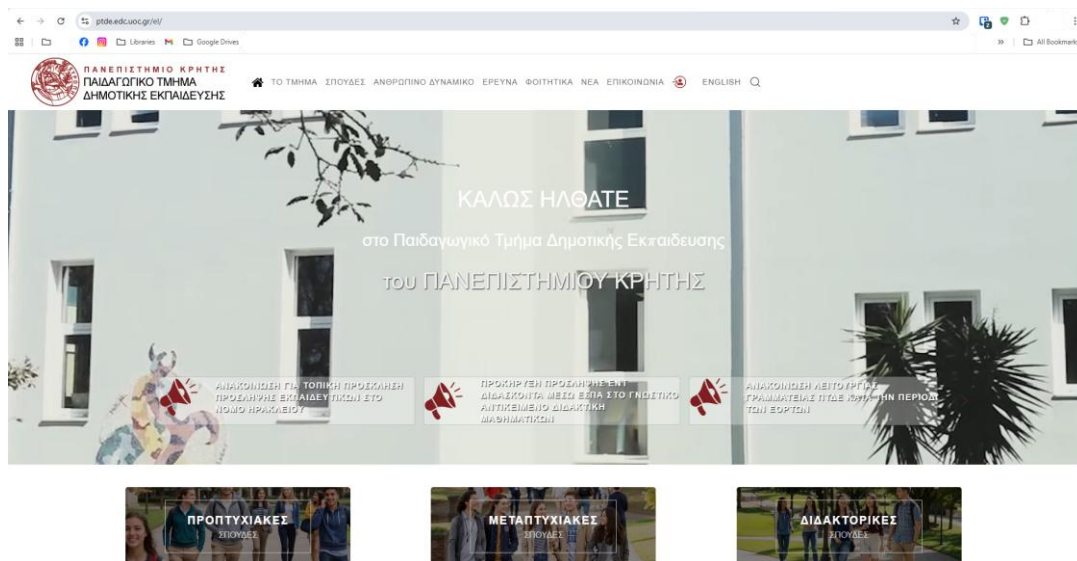 ptde.edc.uoc.gr/el/
Libraries
Google Drives
All Bookmark
ΠΑΝΕΠΙΣΤΗΜΙΟ ΚΡΗΤΗΣ
ΠΑΙΔΑΓΩΓΙΚΟ ΤΜΗΜΑ
ΔΗΜΟΤΙΚΗΣ ΕΚΠΑΙΔΕΥΣΗΣ
ΤΟ ΤΜΗΜΑ ΣΠΟΥΔΕΣ ΑΝΘΡΩΠΙΝΟ ΔΥΝΑΜΙΚΟ ΕΡΕΥΝΑ ΦΟΙΤΗΤΙΚΑ ΝΕΑ ΕΠΙΚΟΙΝΩΝΙΑ ENGLISH
ΚΑΛΩΣ ΗΛΘΑΤΕ
στο Παιδαγωγικό Τμήμα Δημοτικής Εκπαιδευσης
του ΠΑΝΕΠΙΣΤΗΜΙΟΥ ΚΡΗΤΗΣ
ΑΝΑΚΟΙΝΩΣΗ ΓΙΑ ΤΟΠΙΚΗ ΠΡΟΣΚΛΗΣΗ
ΠΡΟΣΛΗΨΗΣ ΕΚΠΑΙΔΕΥΤΙΚΩΝ ΣΤΟ
ΝΟΜΟ ΗΡΑΚΛΕΙΟΥ
ΠΡΟΚΗΡΥΞΗ ΠΡΟΣΛΗΨΗΣ ΕΝΤ
ΔΙΔΑΣΚΟΝΤΑ ΜΕΣΩ ΕΣΠΑ ΣΤΟ ΓΝΩΣΤΙΚΟ
ΑΝΤΙΚΕΙΜΕΝΟ ΔΙΔΑΚΤΙΚΗ
ΜΑΘΗΜΑΤΙΚΩΝ
ΑΝΑΚΟΙΝΩΣΗ ΛΕΙΤΟΥΡΓΙΑΣ
ΓΡΑΜΜΑΤΕΙΑΣ ΠΤΔΕ ΚΑΤΑ ΤΗΝ ΠΕΡΙΟΔΟ
ΤΩΝ ΕΟΡΤΩΝ
ΠΡΟΠΤΥΧΙΑΚΕΣ
ΣΠΟΥΔΕΣ
ΜΕΤΑΠΤΥΧΙΑΚΕΣ
ΣΠΟΥΔΕΣ
ΔΙΔΑΚΤΟΡΙΚΕΣ
ΣΠΟΥΔΕΣ